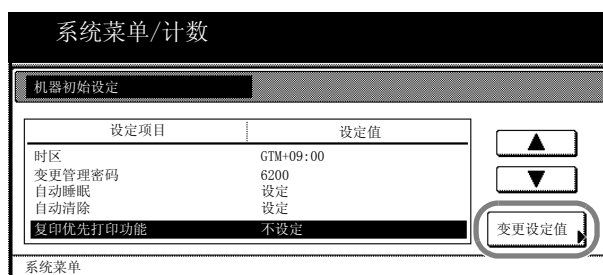 系统菜单/计数
机器初始设定
设定项目 设定值
时区 GTM+09:00
变更管理密码 6200
自动睡眠 设定
自动清除 设定
复印优先打印功能 不设定
变更设定值
系统菜单